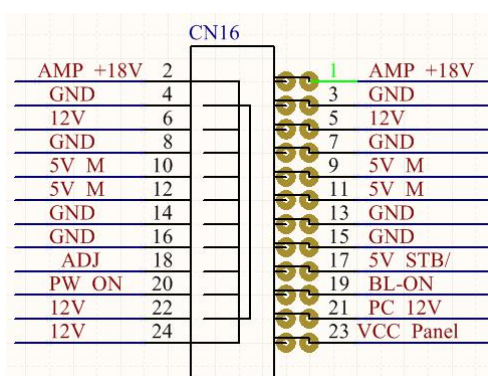 CN16
AMP +18V 2 1 AMP +18V
GND 4 3 GND
12V 6 5 12V
GND 8 7 GND
5V M 10 9 5V M
5V M 12 11 5V M
GND 14 13 GND
GND 16 15 GND
ADJ 18 17 5V STB/
PW ON 20 19 BL-ON
12V 22 21 PC 12V
12V 24 23 VCC Panel